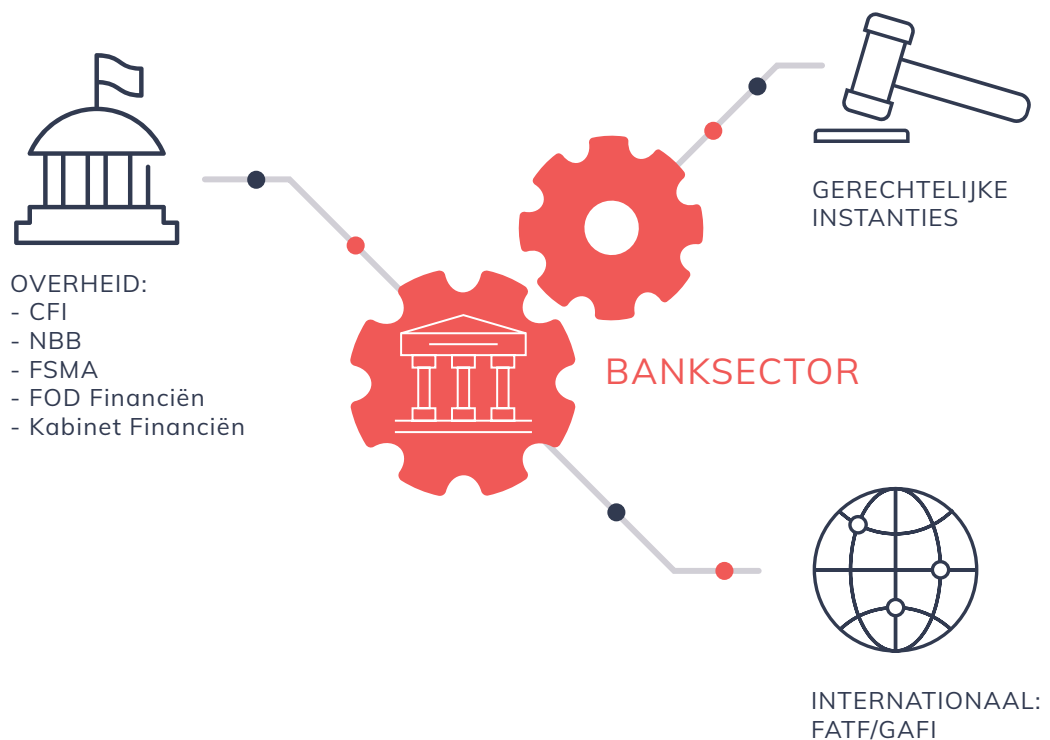 OVERHEID:
- CFI
- NBB
- FSMA
- FOD Financiën
- Kabinet Financiën
BANKSECTOR
GERECHTELIJKE
INSTANTIES
INTERNATIONAAL:
FATF/GAFI